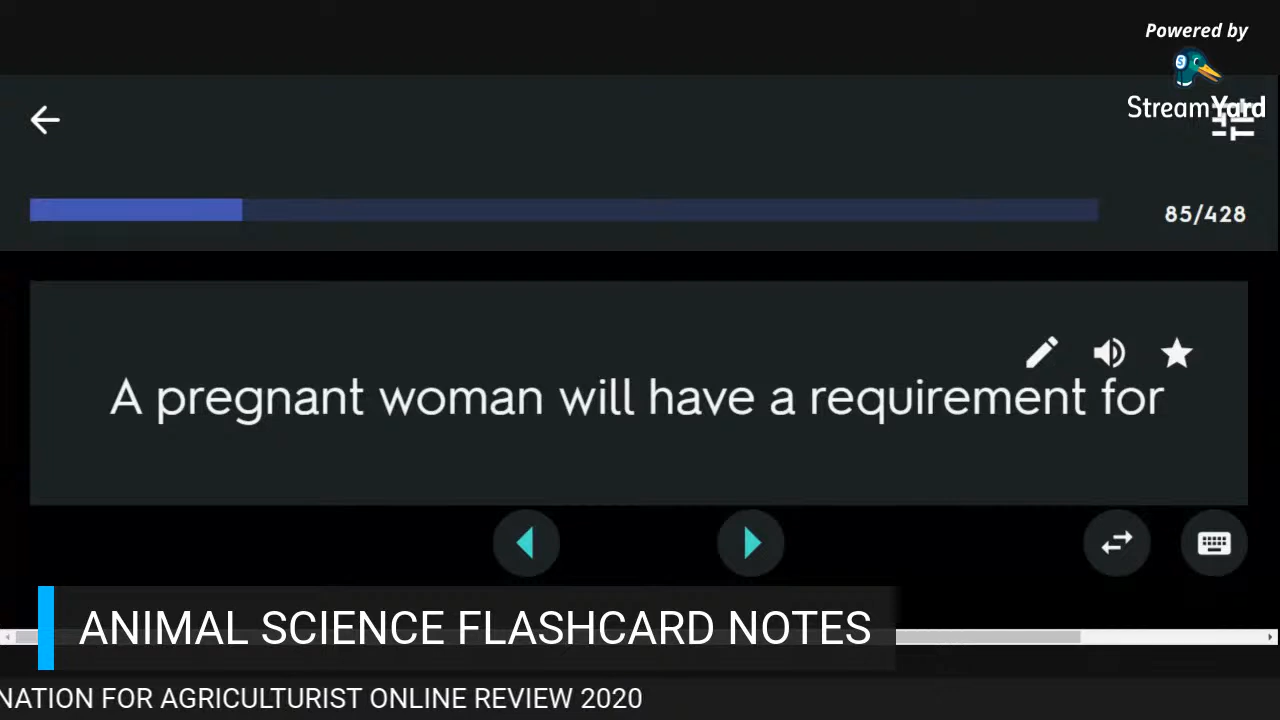 Powered by
StreamYard
85/428
A pregnant woman will have a requirement for
ANIMAL SCIENCE FLASHCARD NOTES
NATION FOR AGRICULTURIST ONLINE REVIEW 2020